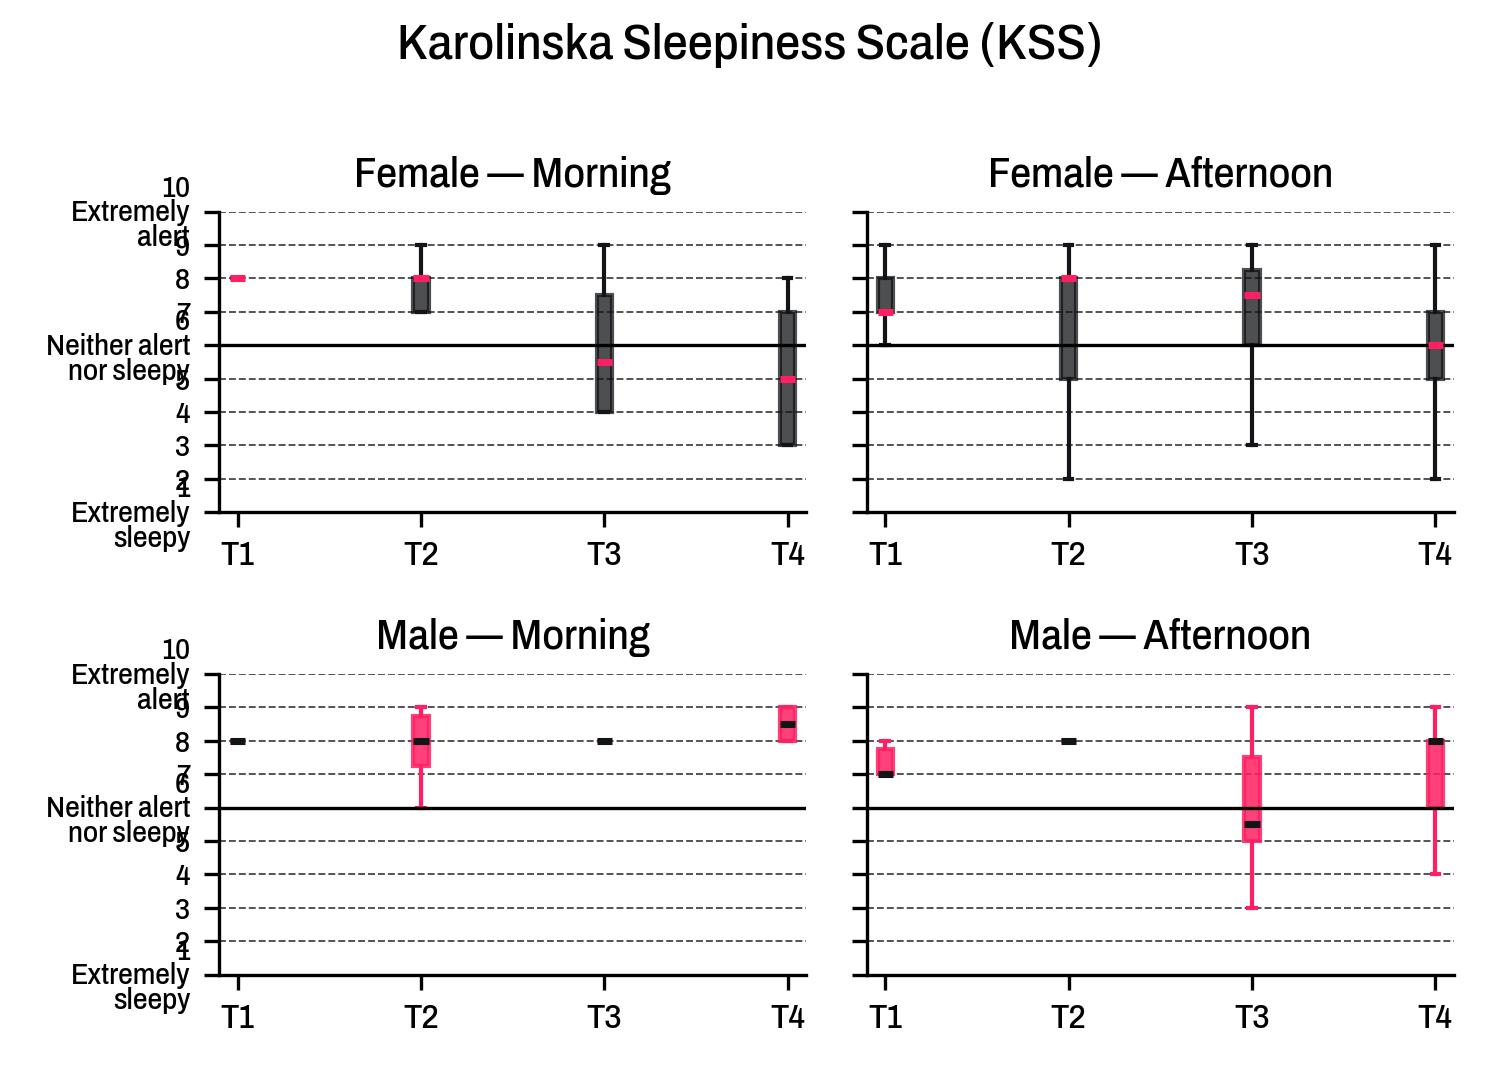 Karolinska Sleepiness Scale (KSS)
Female — Morning
10
Extremely
alert
9
8
7
6
Neither alert
nor sleepy
5
4
3
2
1
Extremely
sleepy
T1 T2 T3 T4
Female — Afternoon
T1 T2 T3 T4
Male — Morning
10
Extremely
alert
9
8
7
6
Neither alert
nor sleepy
5
4
3
2
1
Extremely
sleepy
T1 T2 T3 T4
Male — Afternoon
T1 T2 T3 T4